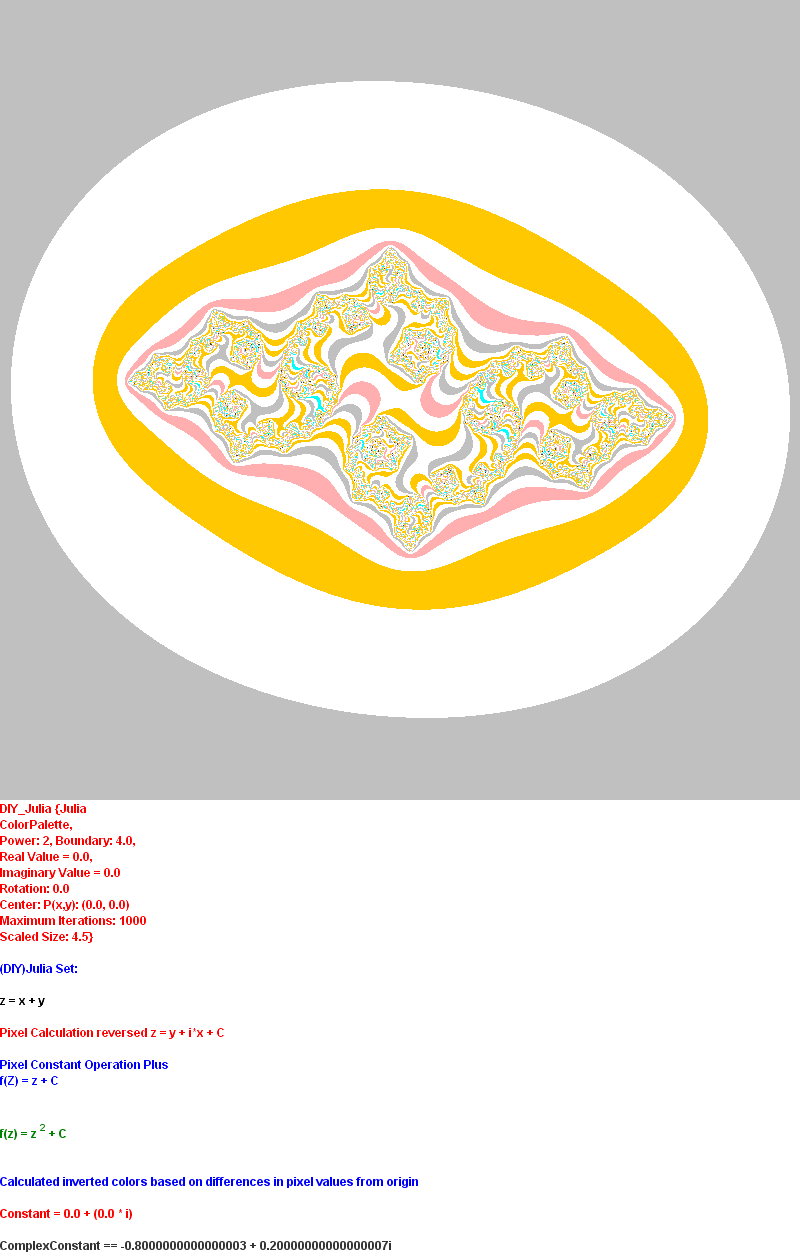 DIY_Julia {Julia
ColorPalette,
Power: 2, Boundary: 4.0,
Real Value = 0.0,
Imaginary Value = 0.0
Rotation: 0.0
Center: P(x,y): (0.0, 0.0)
Maximum Iterations: 1000
Scaled Size: 4.5}
(DIY)Julia Set:
z = x + y
Pixel Calculation reversed z = y + i*x + C
Pixel Constant Operation Plus
f(Z) = z + C
f(z) = z 2 + C
Calculated inverted colors based on differences in pixel values from origin
Constant = 0.0 + (0.0 * i)
ComplexConstant == -0.8000000000000003 + 0.20000000000000007i